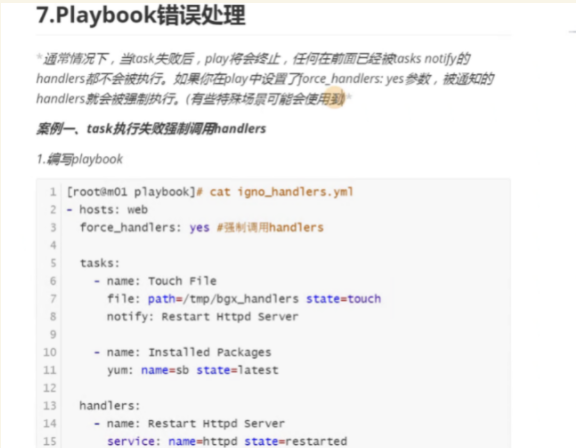 7.Playbook错误处理
*通常情况下，当task失败后，play将会终止，任何在前面已经被tasks notify的
handlers都不会被执行。如果你在play中设置了force_handlers: yes参数，被通知的
handlers就会被强制执行。(有些特殊场景可能会使用到)*
案例一、task执行失败强制调用handlers
1.编写playbook
1 [root@m01 playbook]# cat igno_handlers.yml
2 - hosts: web
3   force_handlers: yes #强制调用handlers
4
5   tasks:
6     - name: Touch File
7       file: path=/tmp/bgx_handlers state=touch
8       notify: Restart Httpd Server
9
10     - name: Installed Packages
11       yum: name=sb state=latest
12
13   handlers:
14     - name: Restart Httpd Server
15       service: name=httpd state=restarted